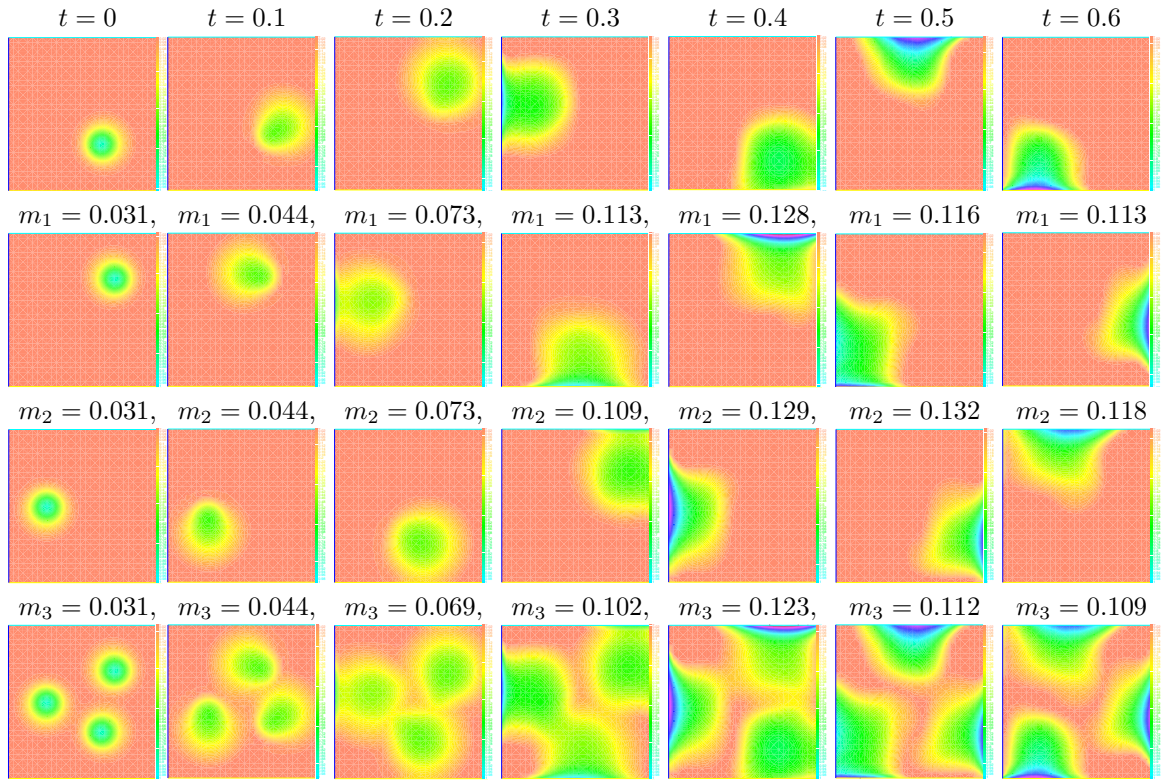 t = 0 t = 0.1 t = 0.2 t = 0.3 t = 0.4 t = 0.5 t = 0.6
m₁ = 0.031, m₁ = 0.044, m₁ = 0.073, m₁ = 0.113, m₁ = 0.128, m₁ = 0.116 m₁ = 0.113
m₂ = 0.031, m₂ = 0.044, m₂ = 0.073, m₂ = 0.109, m₂ = 0.129, m₂ = 0.132 m₂ = 0.118
m₃ = 0.031, m₃ = 0.044, m₃ = 0.069, m₃ = 0.102, m₃ = 0.123, m₃ = 0.112 m₃ = 0.109